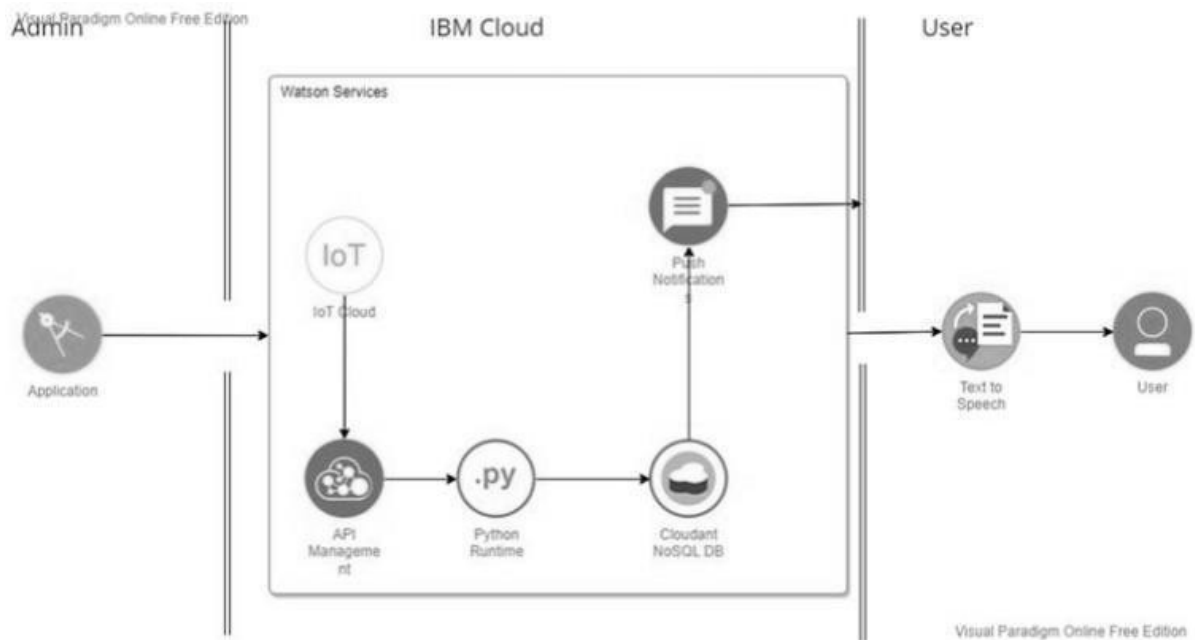 Visual Paradigm Online Free Edition
Admin
IBM Cloud
User
Watson Services
IoT
IoT Cloud
Push
Notification
s
Application
Text to
Speech
User
.py
API
Manageme
nt
Python
Runtime
Cloudant
NoSQL DB
Visual Paradigm Online Free Edition